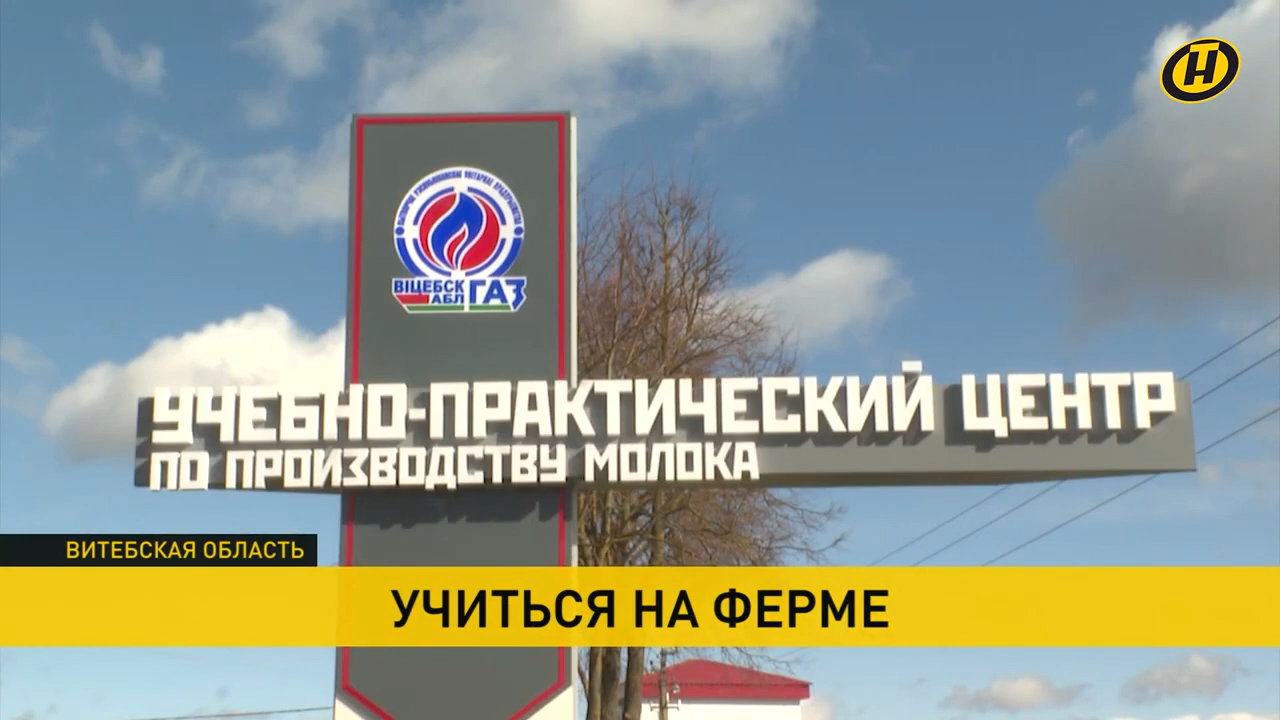 ВІЦЕБСК
АБЛ
ГАЗ
УЧЕБНО-ПРАКТИЧЕСКИЙ ЦЕНТР
ПО ПРОИЗВОДСТВУ МОЛОКА
ВИТЕБСКАЯ ОБЛАСТЬ
УЧИТЬСЯ НА ФЕРМЕ